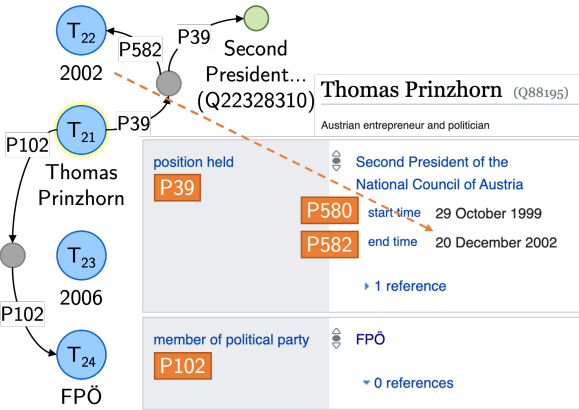 T22
2002
P582
P39
Second
President...
(Q22328310)
T21
Thomas
Prinzhorn
P39
P102
T23
2006
P102
T24
FPÖ
Thomas Prinzhorn (Q88195)
Austrian entrepreneur and politician
position held
P39
Second President of the
National Council of Austria
P580 start time 29 October 1999
P582 end time 20 December 2002
1 reference
member of political party
P102
FPÖ
0 references